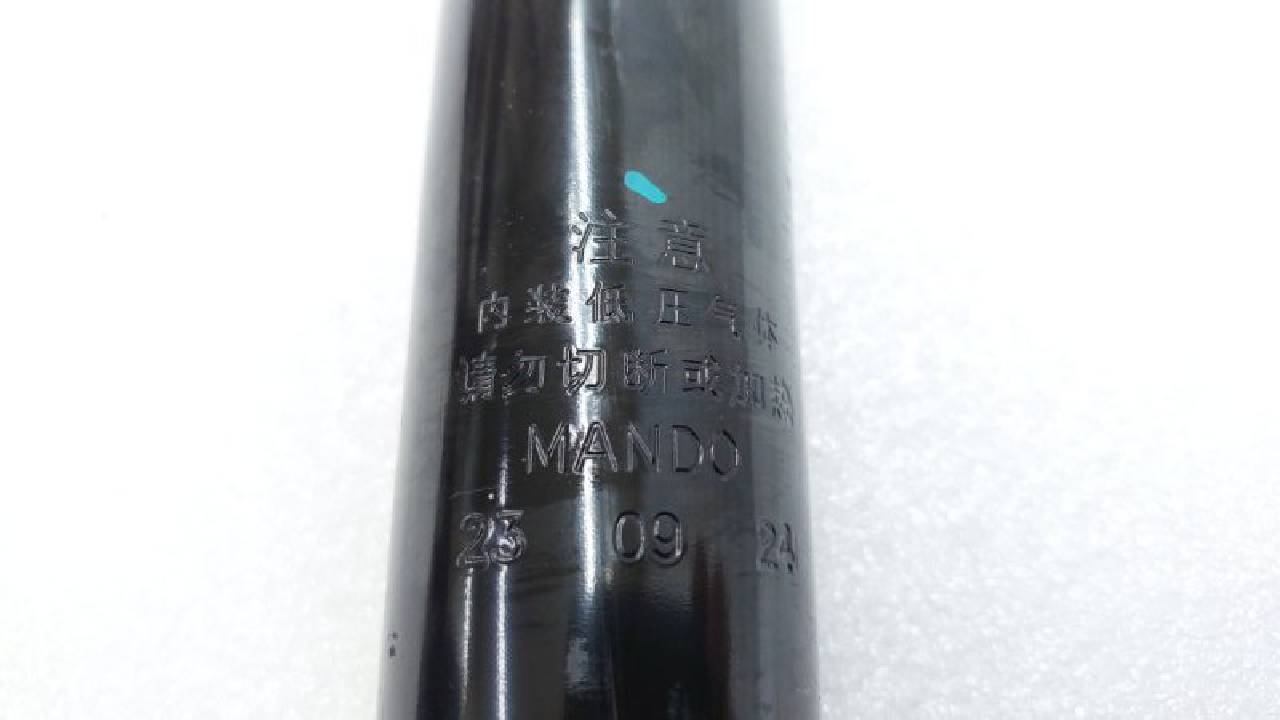 注意
内装低压气体
请勿切断或加热
MANDO
23 09 24